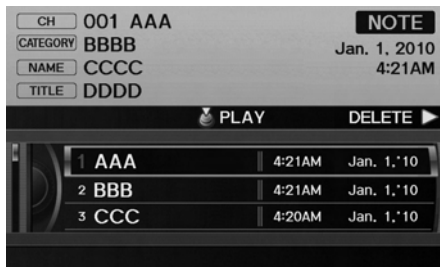 CH 001 AAA NOTE
CATEGORY BBBB Jan. 1, 2010
NAME CCCC 4:21AM
TITLE DDDD
PLAY DELETE
1 AAA 4:21AM Jan. 1,'10
2 BBB 4:21AM Jan. 1,'10
3 CCC 4:20AM Jan. 1,'10